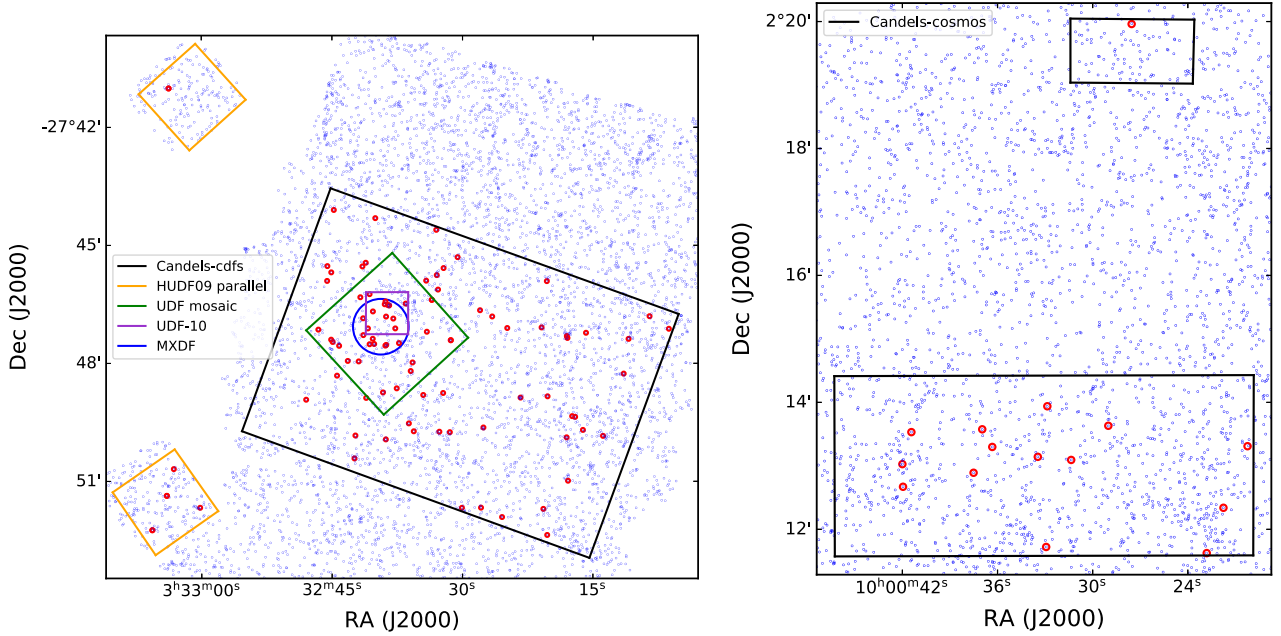 -27°42'
45'
48'
51'
Dec (J2000)
Candels-cdfs
HUDF09 parallel
UDF mosaic
UDF-10
MXDF
3ʰ33ᵐ00ˢ
32ᵐ45ˢ
30ˢ
15ˢ
RA (J2000)
Candels-cosmos
2°20'
18'
16'
14'
12'
Dec (J2000)
10ʰ00ᵐ42ˢ
36ˢ
30ˢ
24ˢ
RA (J2000)